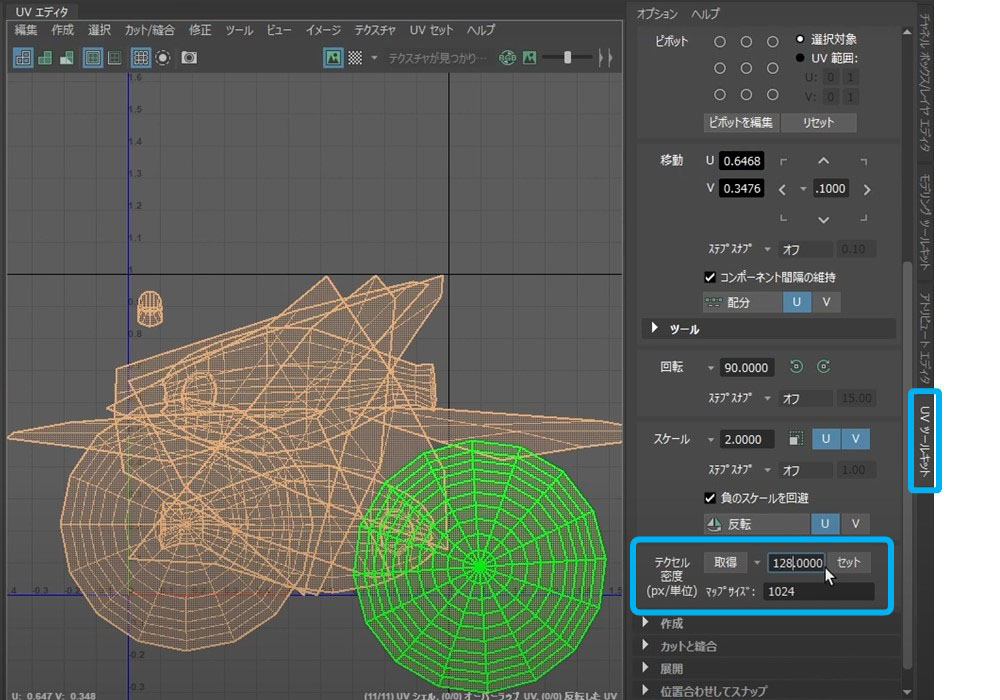 UV エディタ
編集 作成 選択 カット/縫合 修正 ツール ビュー イメージ テクスチャ UV セット ヘルプ
テクスチャが見つかり…
1.6
1.5
1.4
1.3
1.2
1.1
1
0.8
-0.3 -0.2 -0.1
1.5
-0.2
-0.3
U: 0.647 V: 0.348
(11/11) UV シェル, (0/0) オーバーラップ UV, (0/0) 反転した UV
オプション ヘルプ
ピボット
選択対象
UV 範囲:
U: 0 1
V: 0 1
ピボットを編集 リセット
移動 U 0.6468
V 0.3476 .1000
ステップ スナップ オフ 0.10
コンポーネント間隔の維持
配分 U V
ツール
回転 90.0000
ステップ スナップ オフ 15.00
スケール 2.0000 U V
ステップ スナップ オフ 1.00
負のスケールを回避
反転 U V
テクセル密度(px/単位) 取得 128.0000 セット
マップ サイズ: 1024
作成
カットと縫合
展開
位置合わせしてスナップ
チャネル ボックス/レイヤ エディタ
モデリング ツールキット
アトリビュート エディタ
UV ツールキット